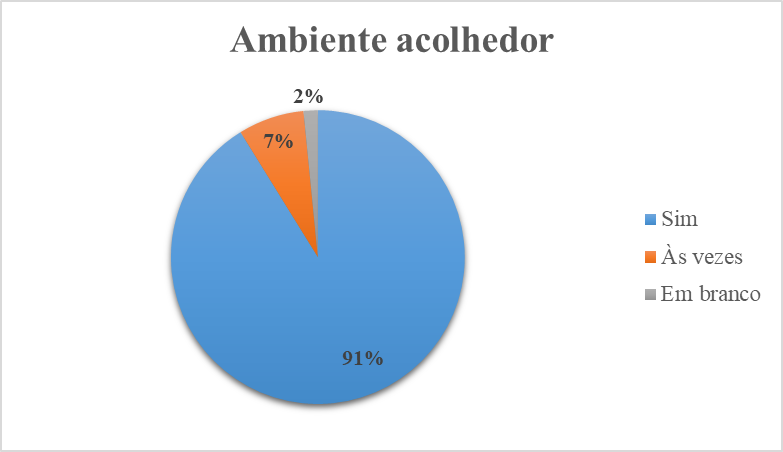 Ambiente acolhedor
2%
7%
91%
Sim
Às vezes
Em branco